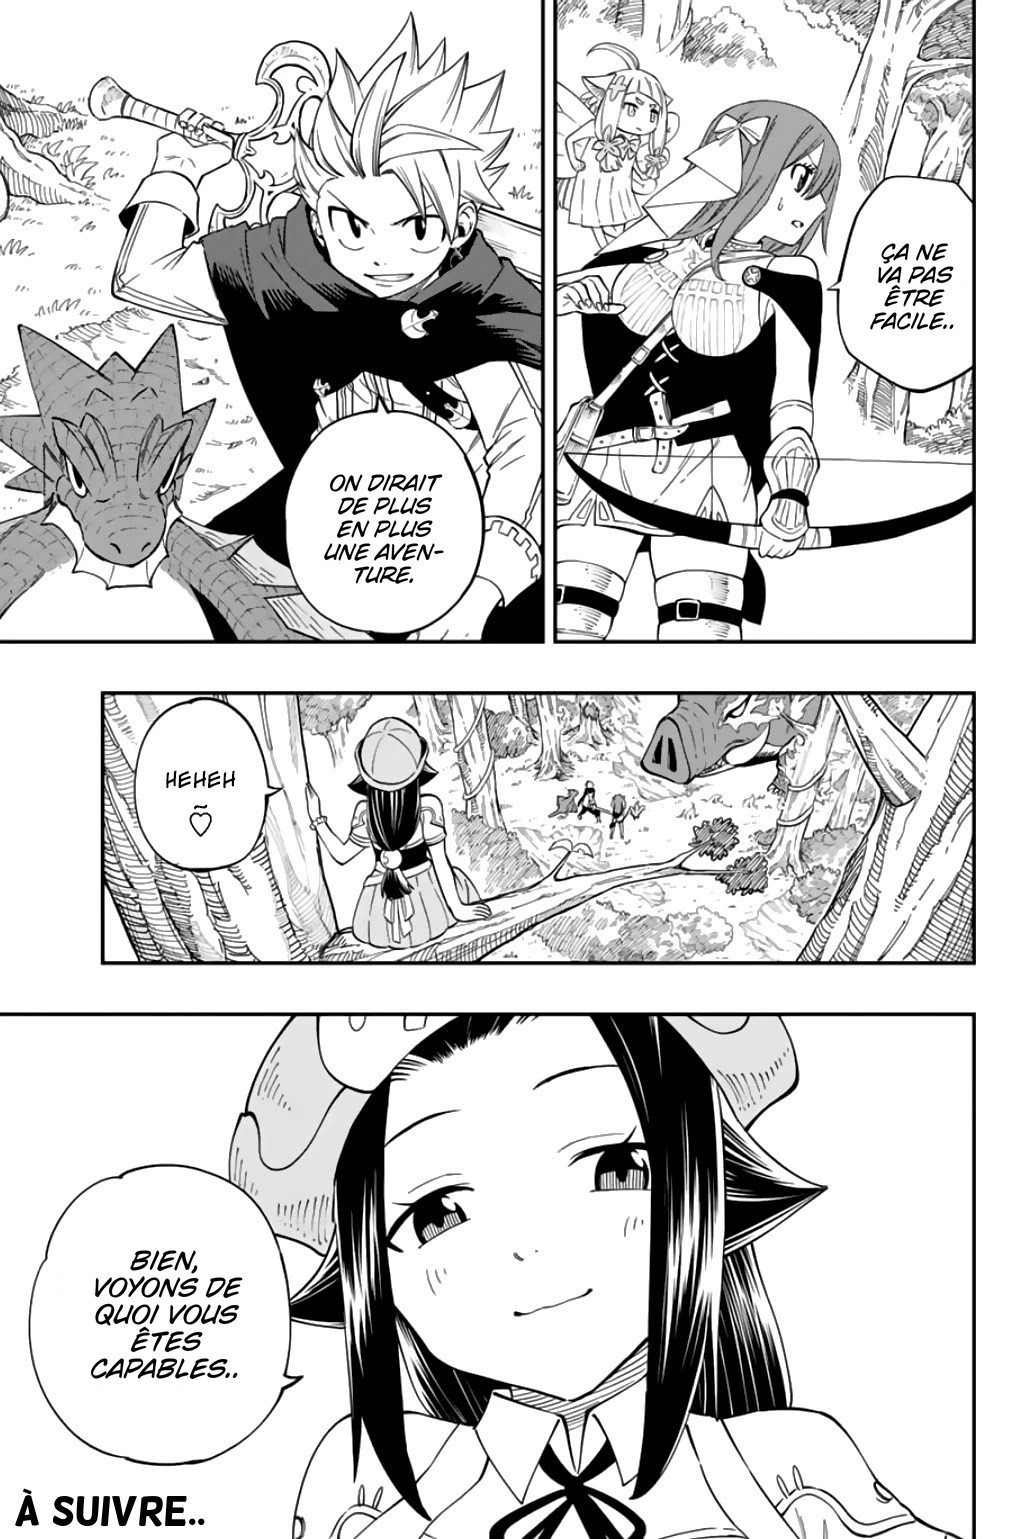 ÇA NE
VA PAS
ÊTRE
FACILE..
ON DIRAIT
DE PLUS
EN PLUS
UNE AVEN-
TURE.
HEHEH
BIEN,
VOYONS DE
QUOI VOUS
ÊTES
CAPABLES..
À SUIVRE..